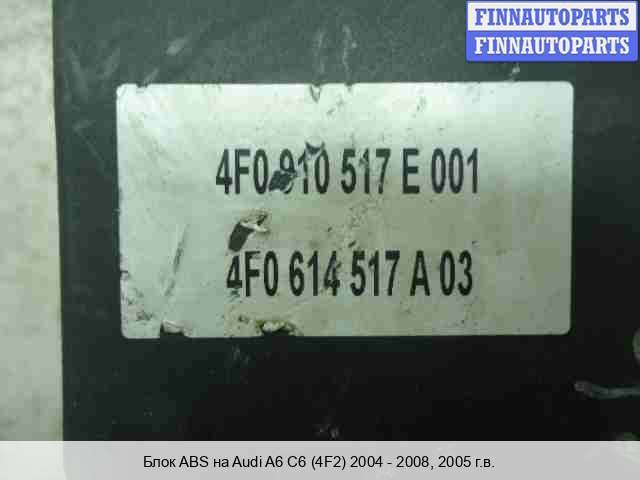 FINNAUTOPARTS
FINNAUTOPARTS
4F0 910 517 E 001
4F0 614 517 A 03
Блок ABS на Audi A6 C6 (4F2) 2004 - 2008, 2005 г.в.